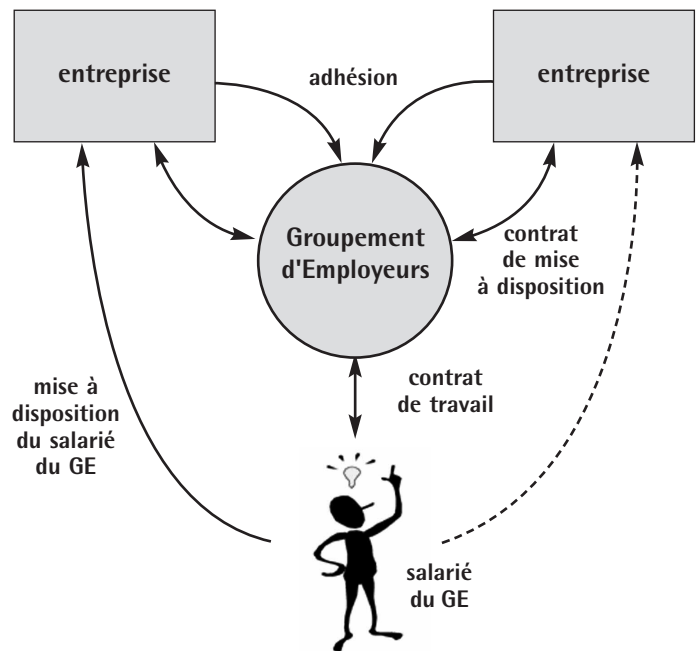 entreprise
adhésion
entreprise
Groupement
d'Employeurs
contrat
de mise
à disposition
mise à
disposition
du salarié
du GE
contrat
de travail
salarié
du GE